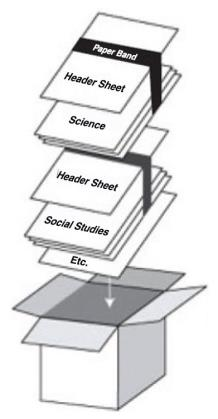 Paper Band
Header Sheet
Science
Header Sheet
Social Studies
Etc.